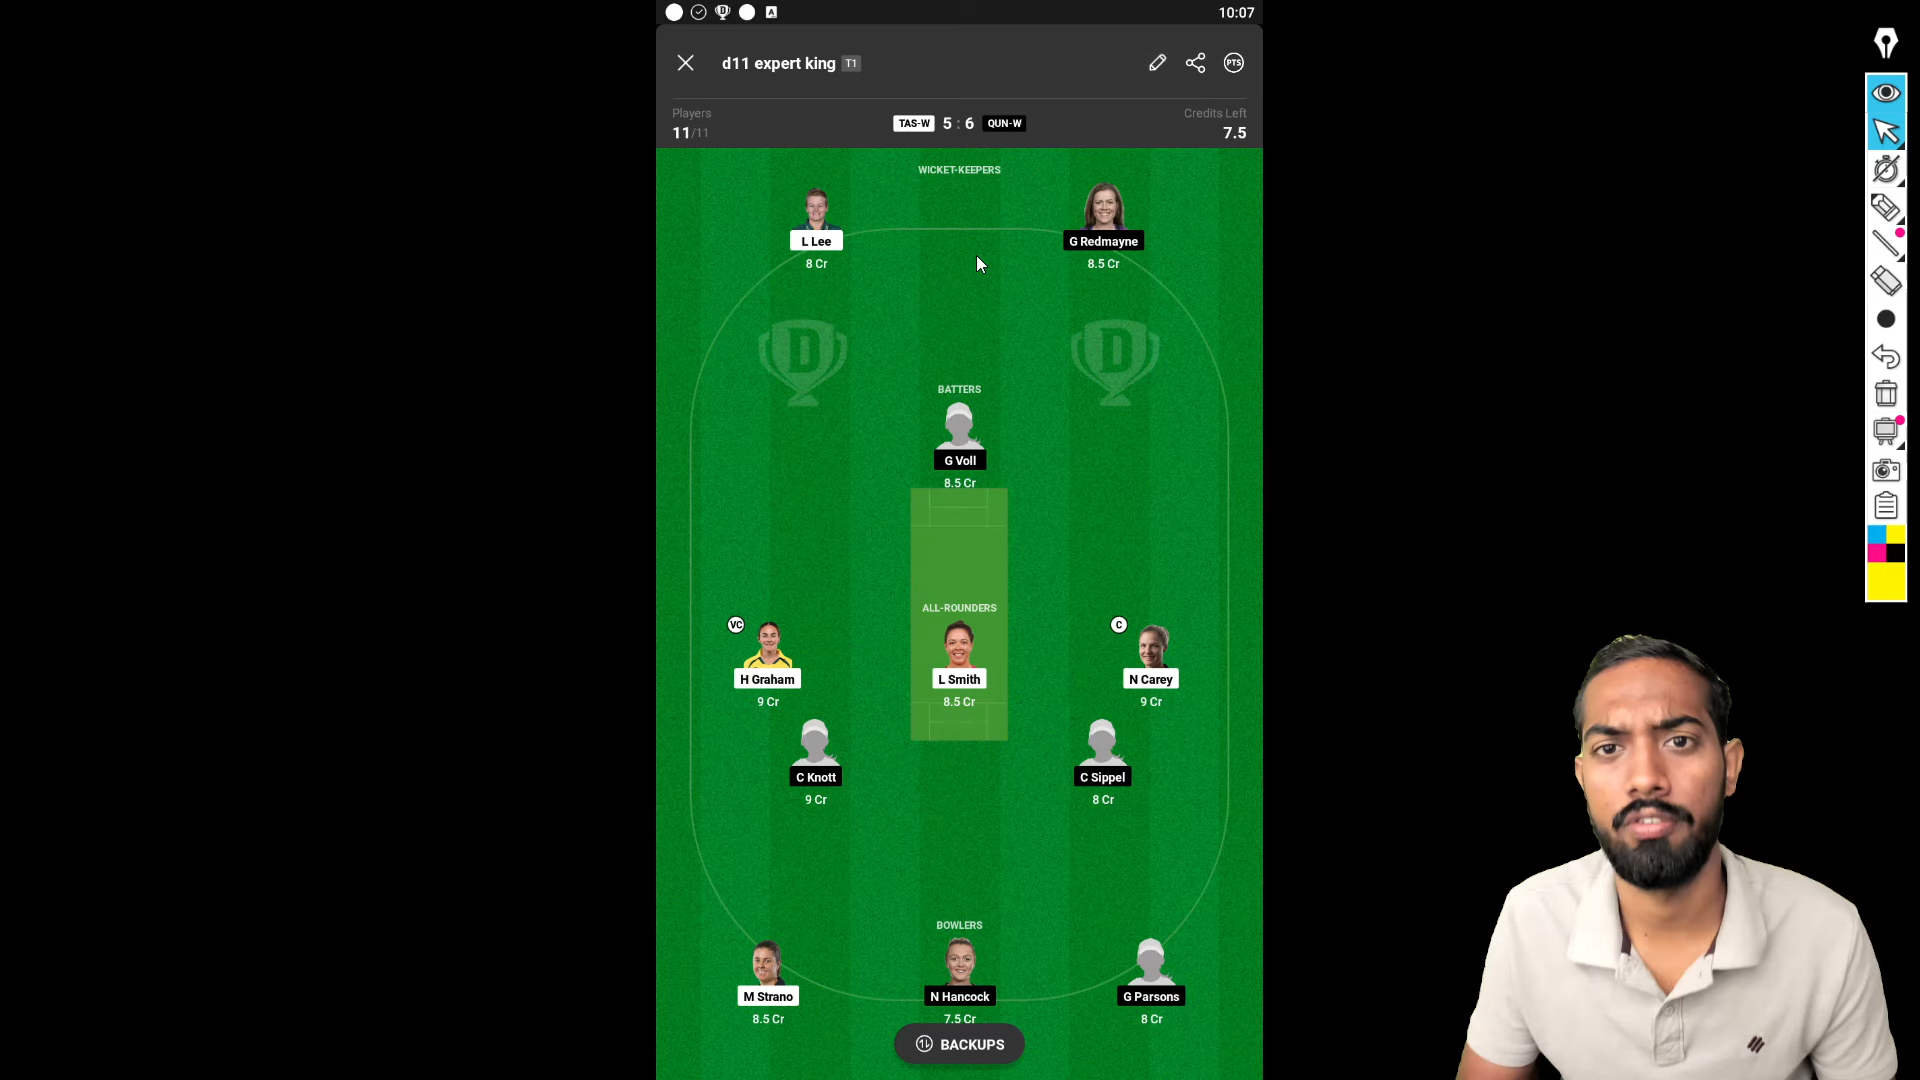 10:07
d11 expert king T1
PTS
Players
11/11
TAS-W 5 : 6 QUN-W
Credits Left
7.5
WICKET-KEEPERS
L Lee
8 Cr
G Redmayne
8.5 Cr
BATTERS
G Voll
8.5 Cr
ALL-ROUNDERS
VC
H Graham
9 Cr
L Smith
8.5 Cr
C
N Carey
9 Cr
C Knott
9 Cr
C Sippel
8 Cr
BOWLERS
M Strano
8.5 Cr
N Hancock
7.5 Cr
G Parsons
8 Cr
BACKUPS